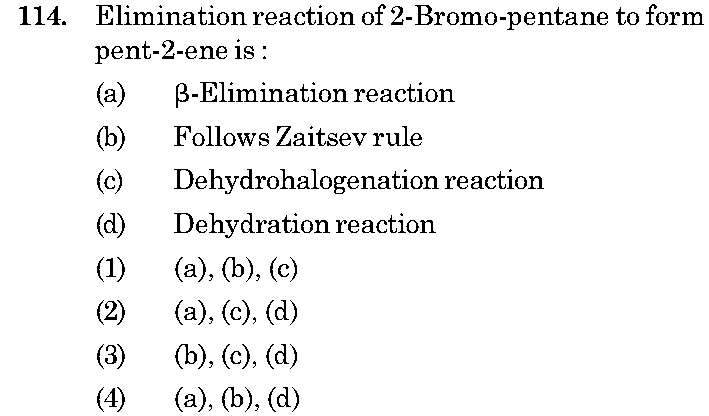 114. Elimination reaction of 2-Bromo-pentane to form
pent-2-ene is :
(a) β-Elimination reaction
(b) Follows Zaitsev rule
(c) Dehydrohalogenation reaction
(d) Dehydration reaction
(1) (a), (b), (c)
(2) (a), (c), (d)
(3) (b), (c), (d)
(4) (a), (b), (d)